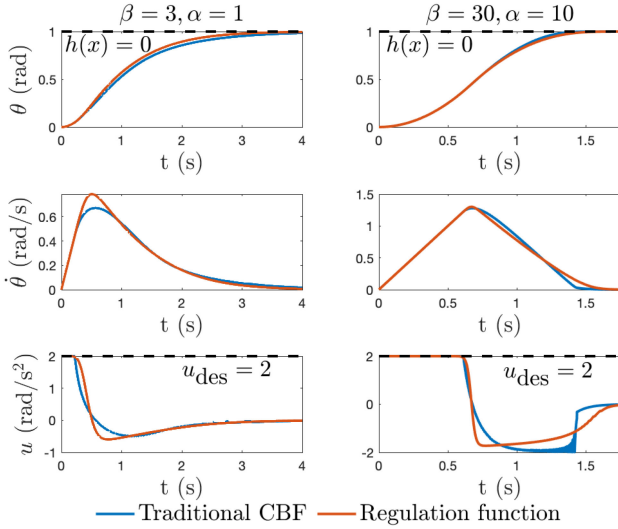 β = 3, α = 1
β = 30, α = 10
θ (rad)
1
0.5
0
h(x) = 0
0 1 2 3 4
t (s)
1
0.5
0
h(x) = 0
0 0.5 1 1.5
t (s)
θ̇ (rad/s)
0.6
0.4
0.2
0
0 1 2 3 4
t (s)
1.5
1
0.5
0
0 0.5 1 1.5
t (s)
u (rad/s²)
2
1
0
-1
u_des = 2
0 1 2 3 4
t (s)
2
0
-2
u_des = 2
0 0.5 1 1.5
t (s)
Traditional CBF Regulation function